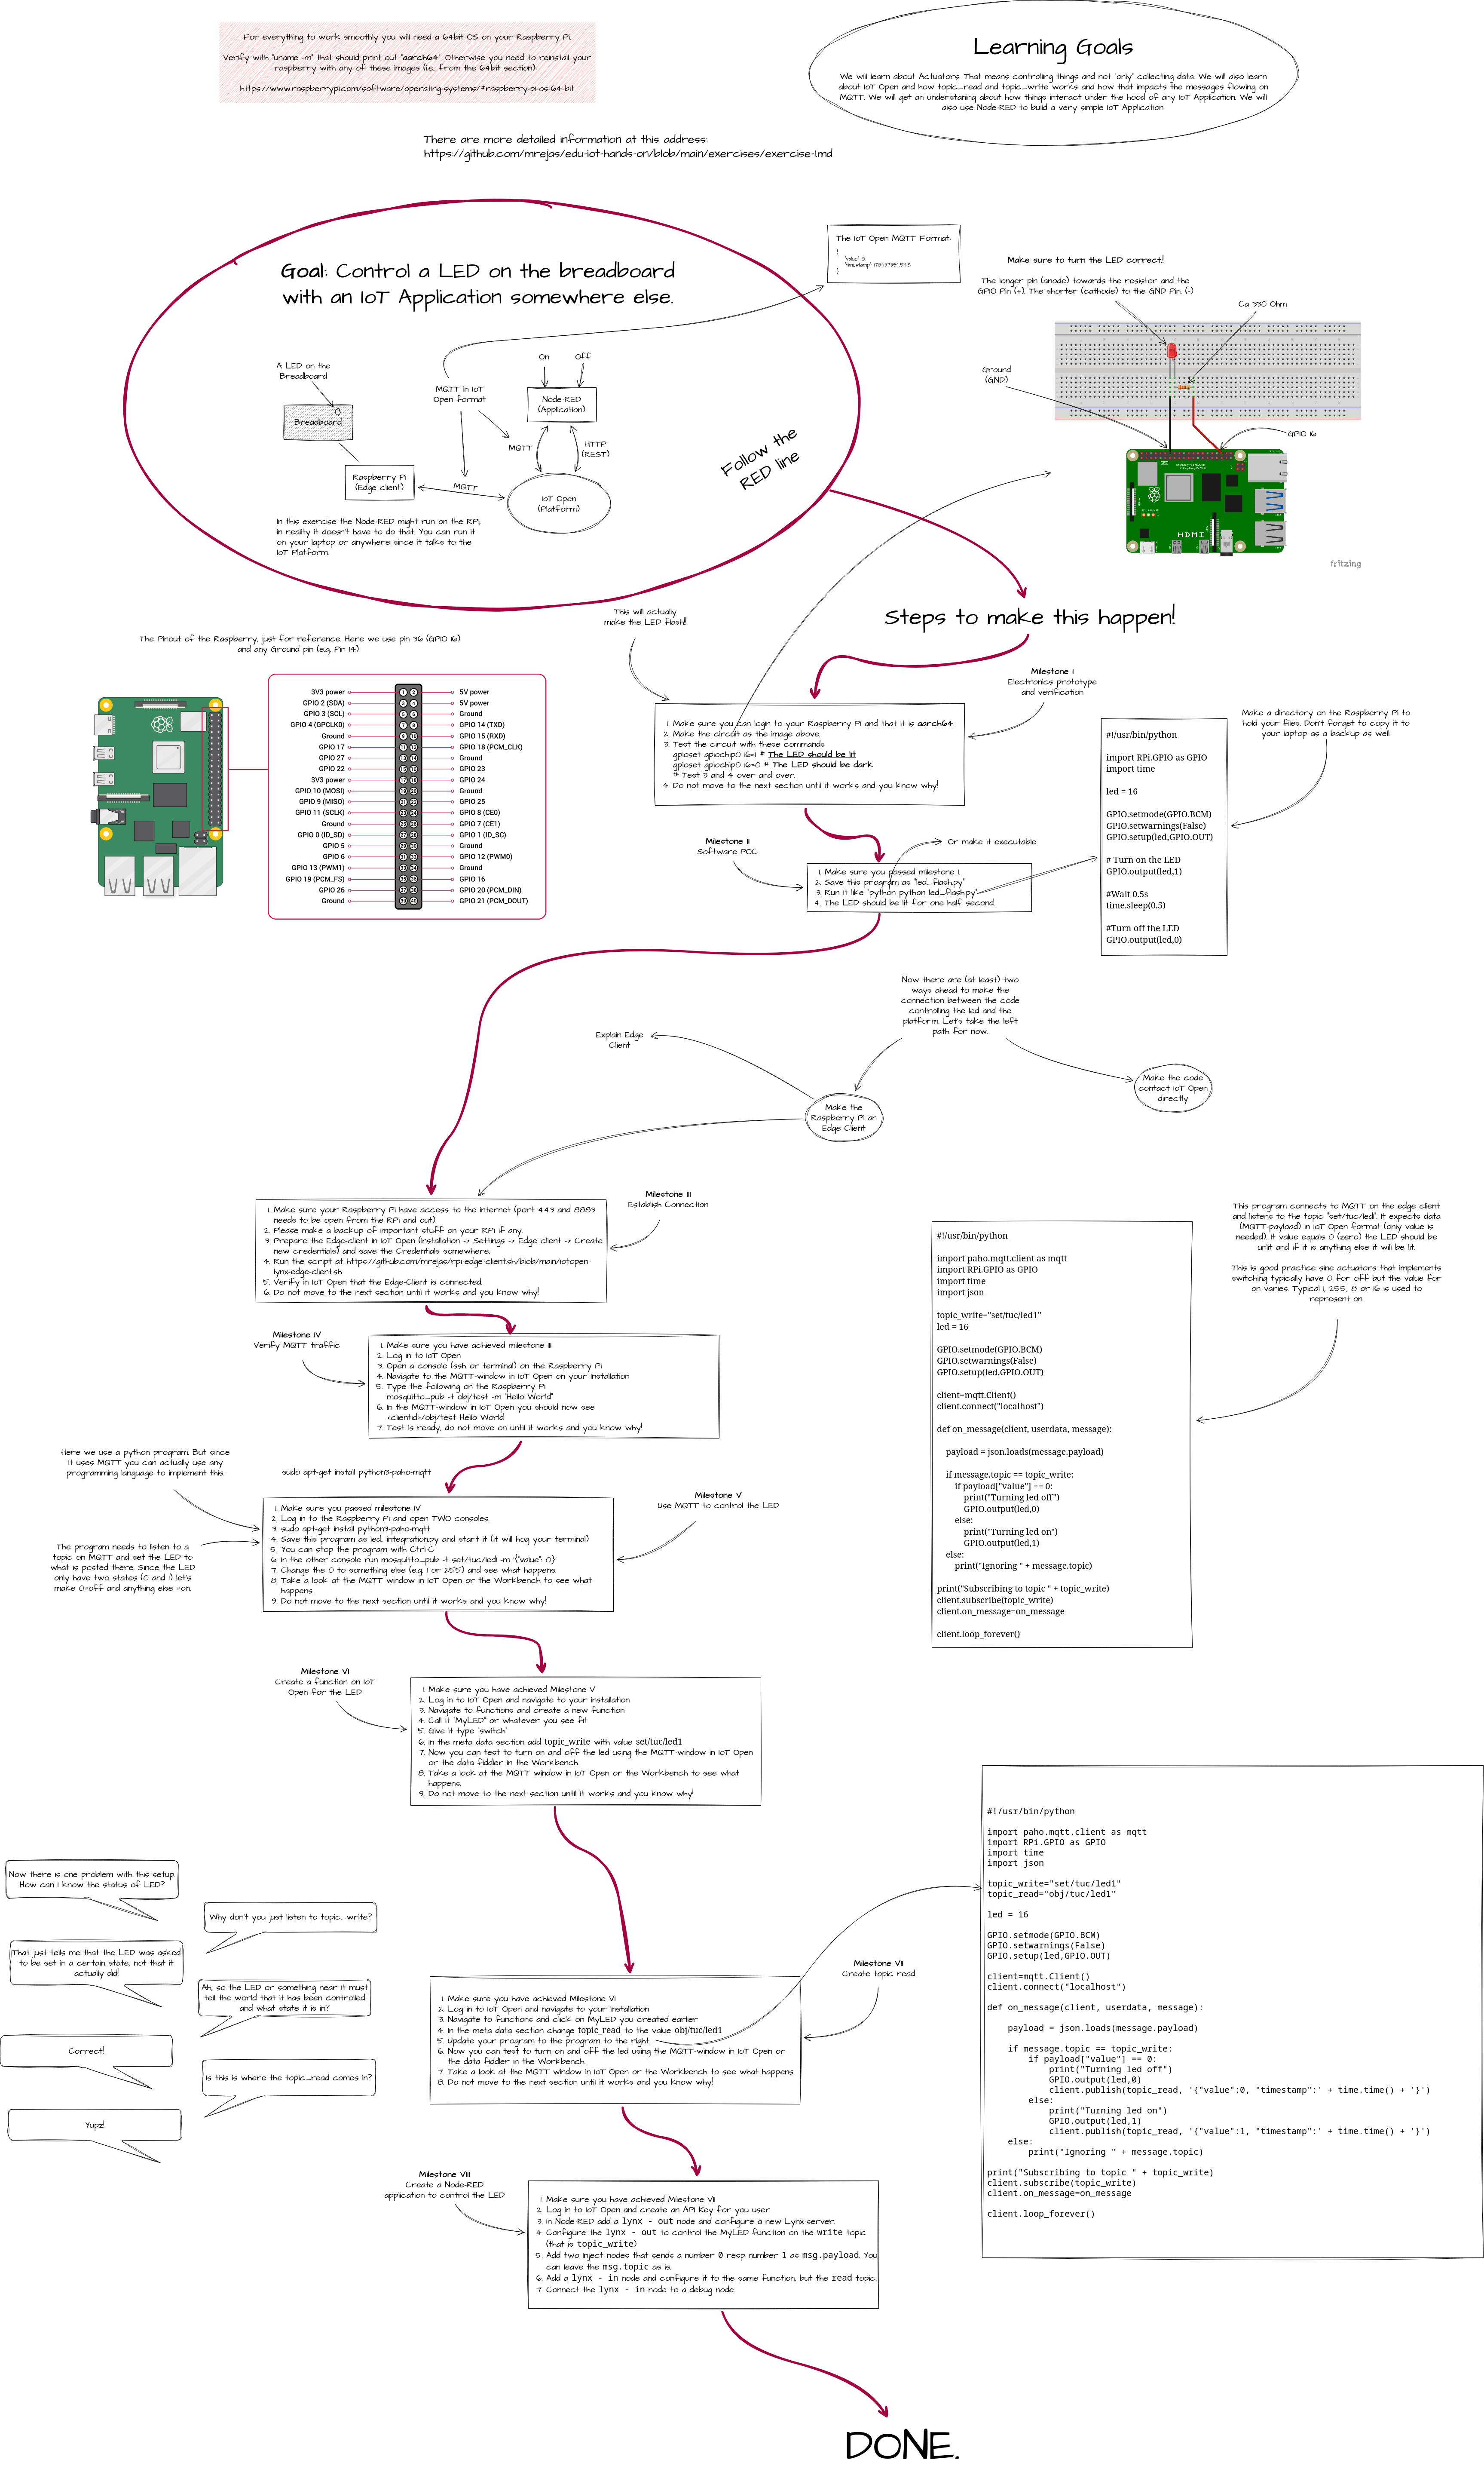 For everything to work smoothly you will need a 64bit OS on your Raspberry Pi.
Verify with "uname -m" that should print out "aarch64". Otherwise you need to reinstall your
raspberry with any of these images (i.e. from the 64bit section)
https://www.raspberrypi.com/software/operating-systems/#raspberry-pi-os-64-bit
Learning Goals
We will learn about Actuators. That means controlling things and not "only" collecting data. We will also learn
about IoT Open and how topic_read and topic_write works and how that impacts the messages flowing on
MQTT. We will get an understaning about how things interact under the hood of any IoT Application. We will
also use Node-RED to build a very simple IoT Application.
There are more detailed information at this address:
https://github.com/mrejas/edu-iot-hands-on/blob/main/exercises/exercise-1.md
Goal: Control a LED on the breadboard
with an IoT Application somewhere else.
The IoT Open MQTT Format:
{
"value": 0,
"timestamp":
}
Make sure to turn the LED correct!
The longer pin (anode) towards the resistor and the
GPIO Pin (+). The shorter (cathode) to the GND Pin. (-)
Ca 330 Ohm
Ground
(GND)
GPIO 16
HDMI
fritzing
A LED on the
Breadboard
Breadboard
Raspberry Pi
(Edge client)
MQTT in IoT
Open format
On
Off
Node-RED
(Application)
MQTT
HTTP
(REST)
MQTT
IoT Open
(Platform)
Follow the
RED line
In this exercise the Node-RED might run on the RPi,
in reality it doesn't have to do that. You can run it
on your laptop or anywhere since it talks to the
IoT Platform.
Steps to make this happen!
This will actually
make the LED flash!!
The Pinout of the Raspberry, just for reference. Here we use pin 36 (GPIO 16)
and any Ground pin (e.g. Pin 14)
3V3 power 1 2 5V power
GPIO 2 (SDA) 3 4 5V power
GPIO 3 (SCL) 5 6 Ground
GPIO 4 (GPCLK0) 7 8 GPIO 14 (TXD)
Ground 9 10 GPIO 15 (RXD)
GPIO 17 11 12 GPIO 18 (PCM_CLK)
GPIO 27 13 14 Ground
GPIO 22 15 16 GPIO 23
3V3 power 17 18 GPIO 24
GPIO 10 (MOSI) 19 20 Ground
GPIO 9 (MISO) 21 22 GPIO 25
GPIO 11 (SCLK) 23 24 GPIO 8 (CE0)
Ground 25 26 GPIO 7 (CE1)
GPIO 0 (ID_SD) 27 28 GPIO 1 (ID_SC)
GPIO 5 29 30 Ground
GPIO 6 31 32 GPIO 12 (PWM0)
GPIO 13 (PWM1) 33 34 Ground
GPIO 19 (PCM_FS) 35 36 GPIO 16
GPIO 26 37 38 GPIO 20 (PCM_DIN)
Ground 39 40 GPIO 21 (PCM_DOUT)
Milestone I
Electronics prototype
and verification
1. Make sure you can login to your Raspberry Pi and that it is aarch64.
2. Make the circuit as the image above.
3. Test the circuit with these commands
gpioset gpiochip0 16=1 # The LED should be lit
gpioset gpiochip0 16=0 # The LED should be dark
# Test 3 and 4 over and over.
4. Do not move to the next section until it works and you know why!
Make a directory on the Raspberry Pi to
hold your files. Don't forget to copy it to
your laptop as a backup as well.
#!/usr/bin/python
import RPi.GPIO as GPIO
import time
led = 16
GPIO.setmode(GPIO.BCM)
GPIO.setwarnings(False)
GPIO.setup(led,GPIO.OUT)
# Turn on the LED
GPIO.output(led,1)
#Wait 0.5s
time.sleep(0.5)
#Turn off the LED
GPIO.output(led,0)
Milestone II
Software POC
Or make it executable
1. Make sure you passed milestone 1.
2. Save this program as "led_flash.py"
3. Run it like "python python led_flash.py"
4. The LED should be lit for one half second.
Now there are (at least) two
ways ahead to make the
connection between the code
controlling the led and the
platform. Let's take the left
path for now.
Explain Edge
Client
Make the
Raspberry Pi an
Edge Client
Make the code
contact IoT Open
directly
Milestone III
Establish Connection
1. Make sure your Raspberry Pi have access to the internet (port 443 and 8883
needs to be open from the RPi and out)
2. Please make a backup of important stuff on your RPi if any.
3. Prepare the Edge-client in IoT Open (Installation -> Settings -> Edge client -> Create
new credentials) and save the Credentials somewhere.
4. Run the script at https://github.com/mrejas/rpi-edge-client.sh/blob/main/iotopen-
lynx-edge-client.sh
5. Verify in IoT Open that the Edge-Client is connected.
6. Do not move to the next section until it works and you know why!
Milestone IV
Verify MQTT traffic
1. Make sure you have achieved milestone III
2. Log in to IoT Open
3. Open a console (ssh or terminal) on the Raspberry Pi
4. Navigate to the MQTT-window in IoT Open on your Installation
5. Type the following on the Raspberry Pi:
mosquitto_pub -t obj/test -m "Hello World"
6. In the MQTT-window in IoT Open you should now see
<clientid>/obj/test Hello World
7. Test is ready, do not move on until it works and you know why!
This program connects to MQTT on the edge client
and listens to the topic "set/tuc/led". It expects data
(MQTT-payload) in IoT Open format (only value is
needed). It value equals 0 (zero) the LED should be
unlit and if it is anything else it will be lit.
This is good practice sine actuators that implements
switching typically have 0 for off but the value for
on varies. Typical 1, 255, 8 or 16 is used to
represent on.
#!/usr/bin/python
import paho.mqtt.client as mqtt
import RPi.GPIO as GPIO
import time
import json
topic_write="set/tuc/led1"
led = 16
GPIO.setmode(GPIO.BCM)
GPIO.setwarnings(False)
GPIO.setup(led,GPIO.OUT)
client=mqtt.Client()
client.connect("localhost")
def on_message(client, userdata, message):
payload = json.loads(message.payload)
if message.topic == topic_write:
if payload["value"] == 0:
print("Turning led off")
GPIO.output(led,0)
else:
print("Turning led on")
GPIO.output(led,1)
else:
print("Ignoring " + message.topic)
print("Subscribing to topic " + topic_write)
client.subscribe(topic_write)
client.on_message=on_message
client.loop_forever()
Here we use a python program. But since
it uses MQTT you can actually use any
programming language to implement this.
The program needs to listen to a
topic on MQTT and set the LED to
what is posted there. Since the LED
only have two states (0 and 1) let's
make 0=off and anything else =on.
sudo apt-get install python3-paho-mqtt
Milestone V
Use MQTT to control the LED
1. Make sure you passed milestone IV
2. Log in to the Raspberry Pi and open TWO consoles.
3. sudo apt-get install python3-paho-mqtt
4. Save this program as led_integration.py and start it (it will hog your terminal)
5. You can stop the program with Ctrl-C
6. In the other console run mosquitto_pub -t set/tuc/led1 -m '{"value": 0}'
7. Change the 0 to something else (e.g. 1 or 255) and see what happens.
8. Take a look at the MQTT window in IoT Open or the Workbench to see what
happens.
9. Do not move to the next section until it works and you know why!
Milestone VI
Create a function on IoT
Open for the LED
1. Make sure you have achieved Milestone V
2. Log in to IoT Open and navigate to your installation
3. Navigate to functions and create a new function
4. Call it "MyLED" or whatever you see fit
5. Give it type "switch"
6. In the meta data section add topic_write with value set/tuc/led1
7. Now you can test to turn on and off the led using the MQTT-window in IoT Open
or the data fiddler in the Workbench.
8. Take a look at the MQTT window in IoT Open or the Workbench to see what
happens.
9. Do not move to the next section until it works and you know why!
Now there is one problem with this setup.
How can I know the status of LED?
Why don't you just listen to topic_write?
That just tells me that the LED was asked
to be set in a certain state, not that it
actually did!
Ah, so the LED or something near it must
tell the world that it has been controlled
and what state it is in?
Correct!
Is this is where the topic_read comes in?
Yupz!
Milestone VII
Create topic read
1. Make sure you have achieved Milestone VI
2. Log in to IoT Open and navigate to your installation
3. Navigate to functions and click on MyLED you created earlier
4. In the meta data section change topic_read to the value obj/tuc/led1
5. Update your program to the program to the right.
6. Now you can test to turn on and off the led using the MQTT-window in IoT Open or
the data fiddler in the Workbench.
7. Take a look at the MQTT window in IoT Open or the Workbench to see what happens.
8. Do not move to the next section until it works and you know why!
#!/usr/bin/python
import paho.mqtt.client as mqtt
import RPi.GPIO as GPIO
import time
import json
topic_write="set/tuc/led1"
topic_read="obj/tuc/led1"
led = 16
GPIO.setmode(GPIO.BCM)
GPIO.setwarnings(False)
GPIO.setup(led,GPIO.OUT)
client=mqtt.Client()
client.connect("localhost")
def on_message(client, userdata, message):
payload = json.loads(message.payload)
if message.topic == topic_write:
if payload["value"] == 0:
print("Turning led off")
GPIO.output(led,0)
client.publish(topic_read, '{"value":0, "timestamp":' + time.time() + '}')
else:
print("Turning led on")
GPIO.output(led,1)
client.publish(topic_read, '{"value":1, "timestamp":' + time.time() + '}')
else:
print("Ignoring " + message.topic)
print("Subscribing to topic " + topic_write)
client.subscribe(topic_write)
client.on_message=on_message
client.loop_forever()
Milestone VIII
Create a Node-RED
application to control the LED
1. Make sure you have achieved Milestone VII
2. Log in to IoT Open and create an API Key for you user
3. In Node-RED add a lynx - out node and configure a new Lynx-server.
4. Configure the lynx - out to control the MyLED function on the write topic
(that is topic_write)
5. Add two Inject nodes that sends a number 0 resp number 1 as msg.payload. You
can leave the msg.topic as is.
6. Add a lynx - in node and configure it to the same function, but the read topic.
7. Connect the lynx - in node to a debug node.
DONE.